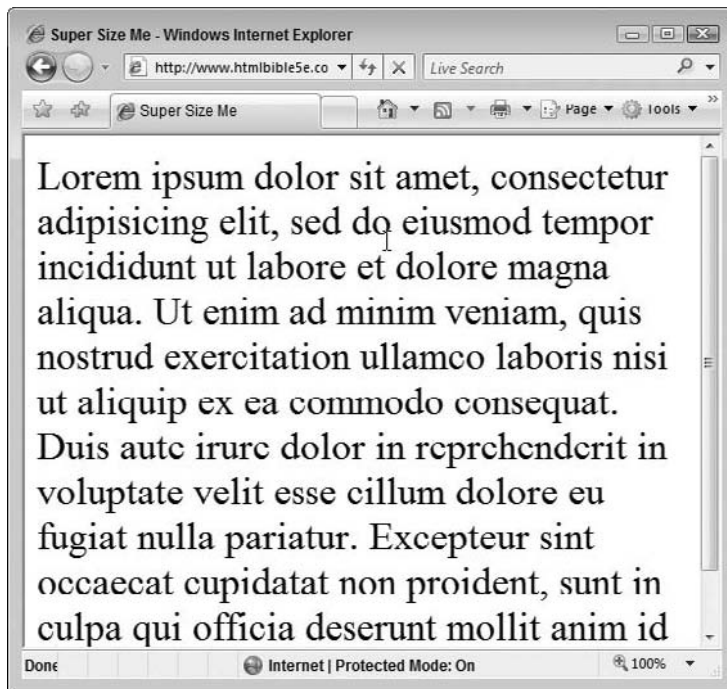 Super Size Me - Windows Internet Explorer
http://www.htmlbible5e.co
Live Search
Super Size Me
Page
Tools
Lorem ipsum dolor sit amet, consectetur
adipisicing elit, sed do eiusmod tempor
incididunt ut labore et dolore magna
aliqua. Ut enim ad minim veniam, quis
nostrud exercitation ullamco laboris nisi
ut aliquip ex ea commodo consequat.
Duis aute irure dolor in reprehenderit in
voluptate velit esse cillum dolore eu
fugiat nulla pariatur. Excepteur sint
occaecat cupidatat non proident, sunt in
culpa qui officia deserunt mollit anim id
Done
Internet | Protected Mode: On
100%